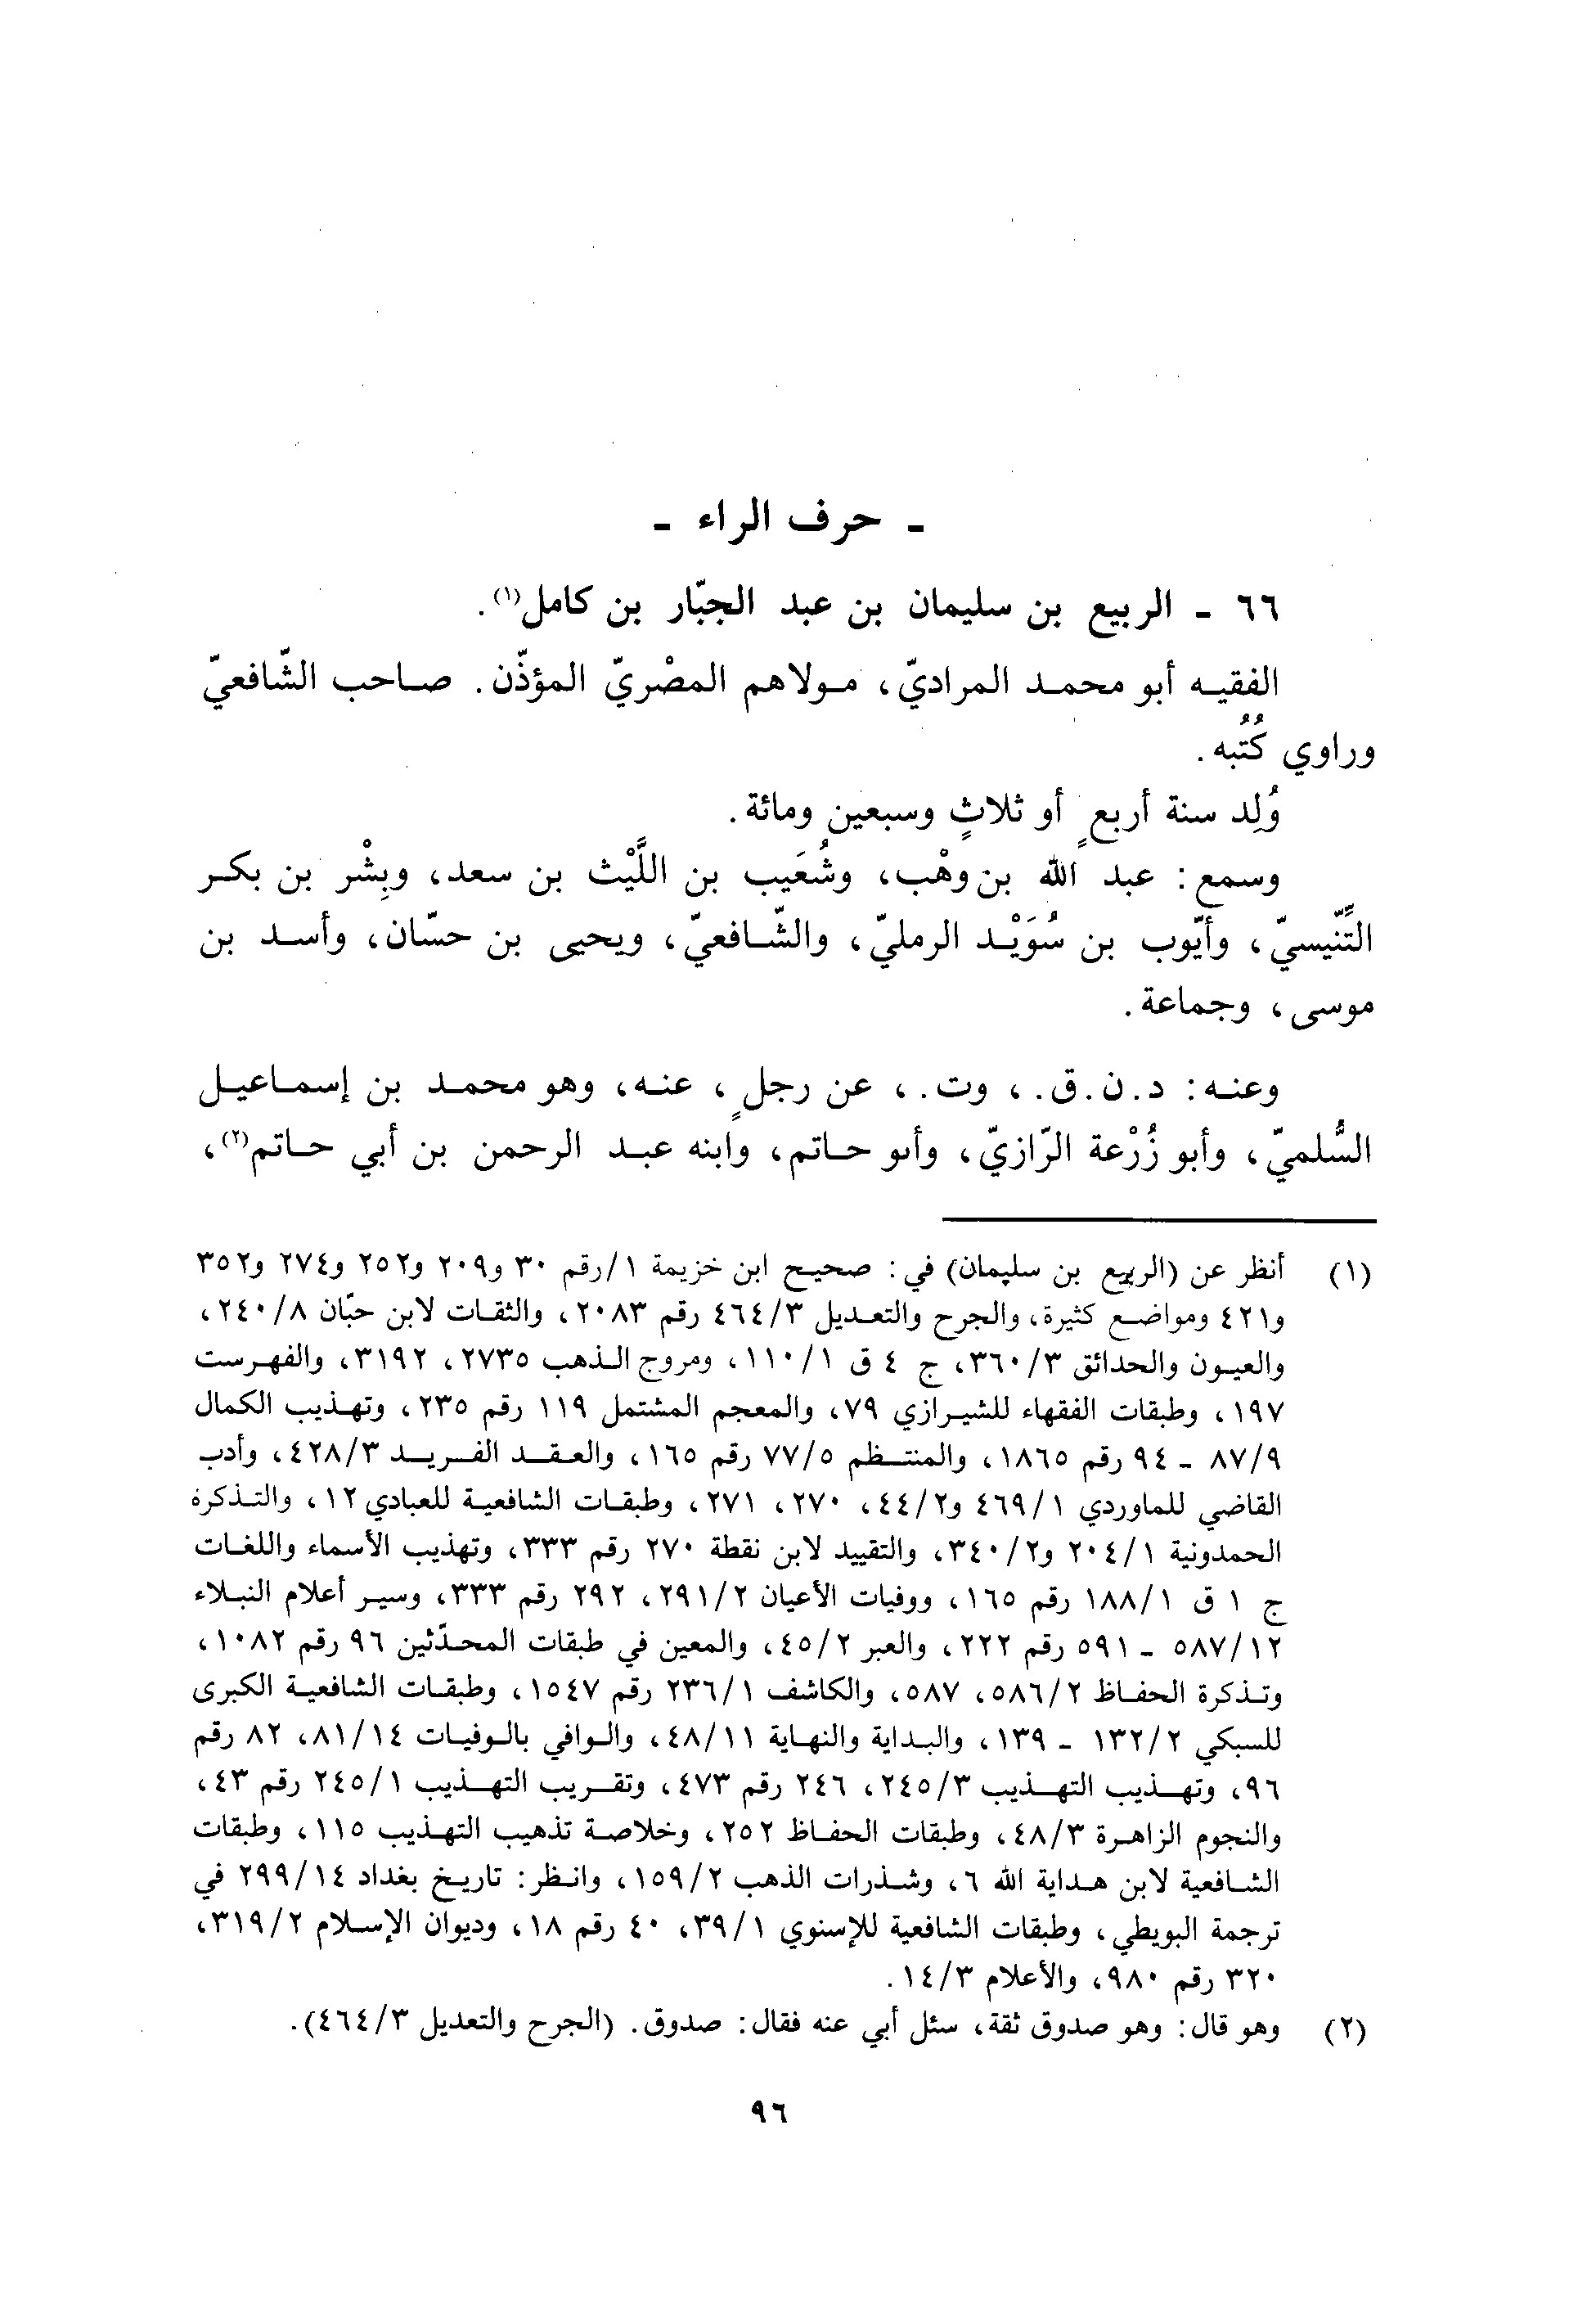 - حرف الراء -
٦٦ - الربيع بن سليمان بن عبد الجبّار بن كامل(١).
الفقيه أبو محمد المراديّ، مولاهم المصْريّ المؤذّن. صاحب الشّافعيّ
وراوي كُتُبه.
وُلِد سنة أربعٍ أو ثلاثٍ وسبعين ومائة.
وسمع: عبد الله بن وهْب، وشُعَيب بن اللَّيْث بن سعد، وبِشْر بن بكر
التِّنّيسيّ، وأيّوب بن سُوَيْد الرمليّ، والشّافعيّ، ويحيى بن حسّان، وأسد بن
موسى، وجماعة.
وعنه: د. ن. ق.، وت.، عن رجلٍ، عنه، وهو محمد بن إسماعيل
السُّلميّ، وأبو زُرْعة الرّازيّ، وأبو حاتم، وابنه عبد الرحمن بن أبي حاتم(٢)،
(١) أنظر عن (الربيع بن سليمان) في: صحيح ابن خزيمة ١/رقم ٣٠ و٢٠٩ و٢٥٢ و٢٧٤ و٣٥٢
و٤٢١ ومواضع كثيرة، والجرح والتعديل ٤٦٤/٣ رقم ٢٠٨٣، والثقات لابن حبّان ٢٤٠/٨،
والعيون والحدائق ٣٦٠/٣، ج ٤ ق ١١٠/١، ومروج الذهب ٢٧٣٥، ٣١٩٢، والفهرست
١٩٧، وطبقات الفقهاء للشيرازي ٧٩، والمعجم المشتمل ١١٩ رقم ٢٣٥، وتهذيب الكمال
٨٧/٩ - ٩٤ رقم ١٨٦٥، والمنتظم ٧٧/٥ رقم ١٦٥، والعقد الفريد ٤٢٨/٣، وأدب
القاضي للماوردي ٤٦٩/١ و٤٤/٢، ٢٧٠، ٢٧١، وطبقات الشافعية للعبادي ١٢، والتذكرة
الحمدونية ٢٠٤/١ و٣٤٠/٢، والتقييد لابن نقطة ٢٧٠ رقم ٣٣٣، وتهذيب الأسماء واللغات
ج ١ ق ١٨٨/١ رقم ١٦٥، ووفيات الأعيان ٢٩١/٢، ٢٩٢ رقم ٣٣٣، وسير أعلام النبلاء
٥٨٧/١٢ - ٥٩١ رقم ٢٢٢، والعبر ٤٥/٢، والمعين في طبقات المحدّثين ٩٦ رقم ١٠٨٢،
وتذكرة الحفاظ ٥٨٦/٢، ٥٨٧، والكاشف ٢٣٦/١ رقم ١٥٤٧، وطبقات الشافعية الكبرى
للسبكي ١٣٢/٢ - ١٣٩، والبداية والنهاية ٤٨/١١، والوافي بالوفيات ٨١/١٤، ٨٢ رقم
٩٦، وتهذيب التهذيب ٢٤٥/٣، ٢٤٦ رقم ٤٧٣، وتقريب التهذيب ٢٤٥/١ رقم ٤٣،
والنجوم الزاهرة ٤٨/٣، وطبقات الحفاظ ٢٥٢، وخلاصة تذهيب التهذيب ١١٥، وطبقات
الشافعية لابن هداية الله ٦، وشذرات الذهب ١٥٩/٢، وانظر: تاريخ بغداد ٢٩٩/١٤ في
ترجمة البويطي، وطبقات الشافعية للإسنوي ٣٩/١، ٤٠ رقم ١٨، وديوان الإسلام ٣١٩/٢،
٣٢٠ رقم ٩٨٠، والأعلام ١٤/٣.
(٢) وهو قال: وهو صدوق ثقة، سئل أبي عنه فقال: صدوق. (الجرح والتعديل ٤٦٤/٣).
٩٦